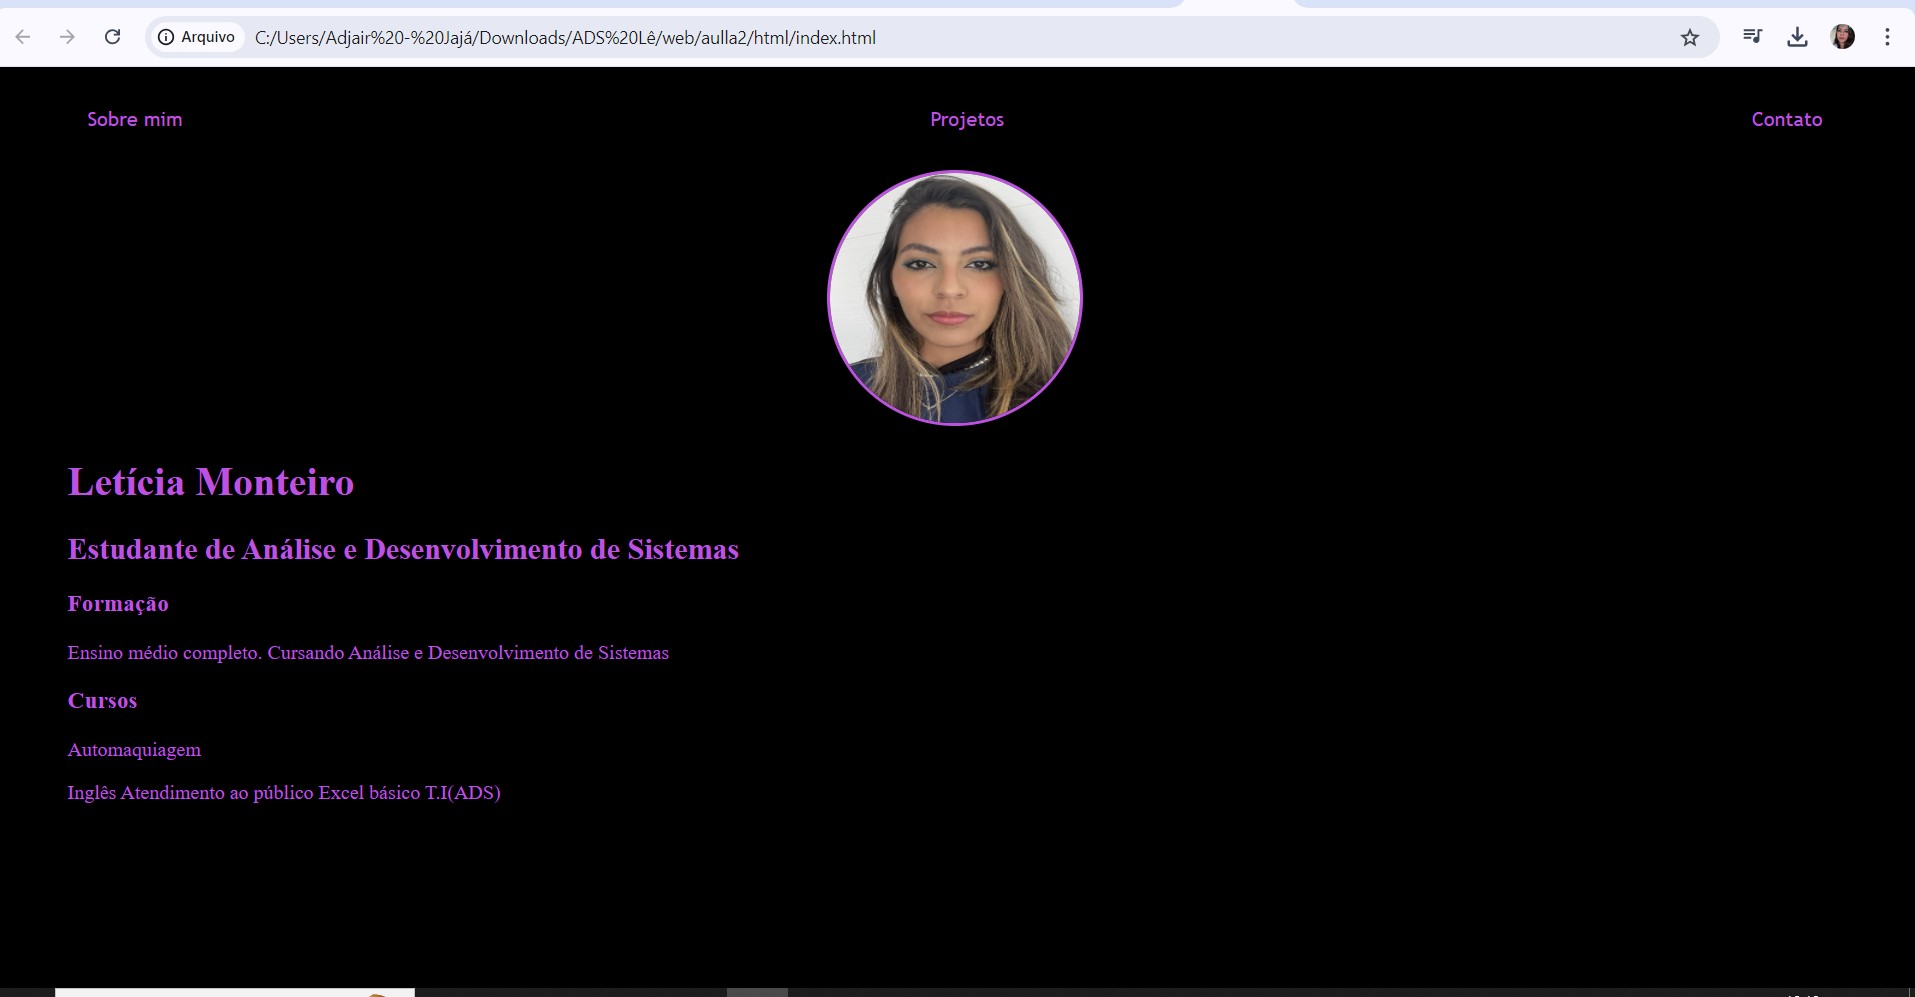 Arquivo C:/Users/Adjair%20-%20Jajá/Downloads/ADS%20Lê/web/aulla2/html/index.html
Sobre mim Projetos Contato
Letícia Monteiro
Estudante de Análise e Desenvolvimento de Sistemas
Formação
Ensino médio completo. Cursando Análise e Desenvolvimento de Sistemas
Cursos
Automaquiagem
Inglês Atendimento ao público Excel básico T.I(ADS)